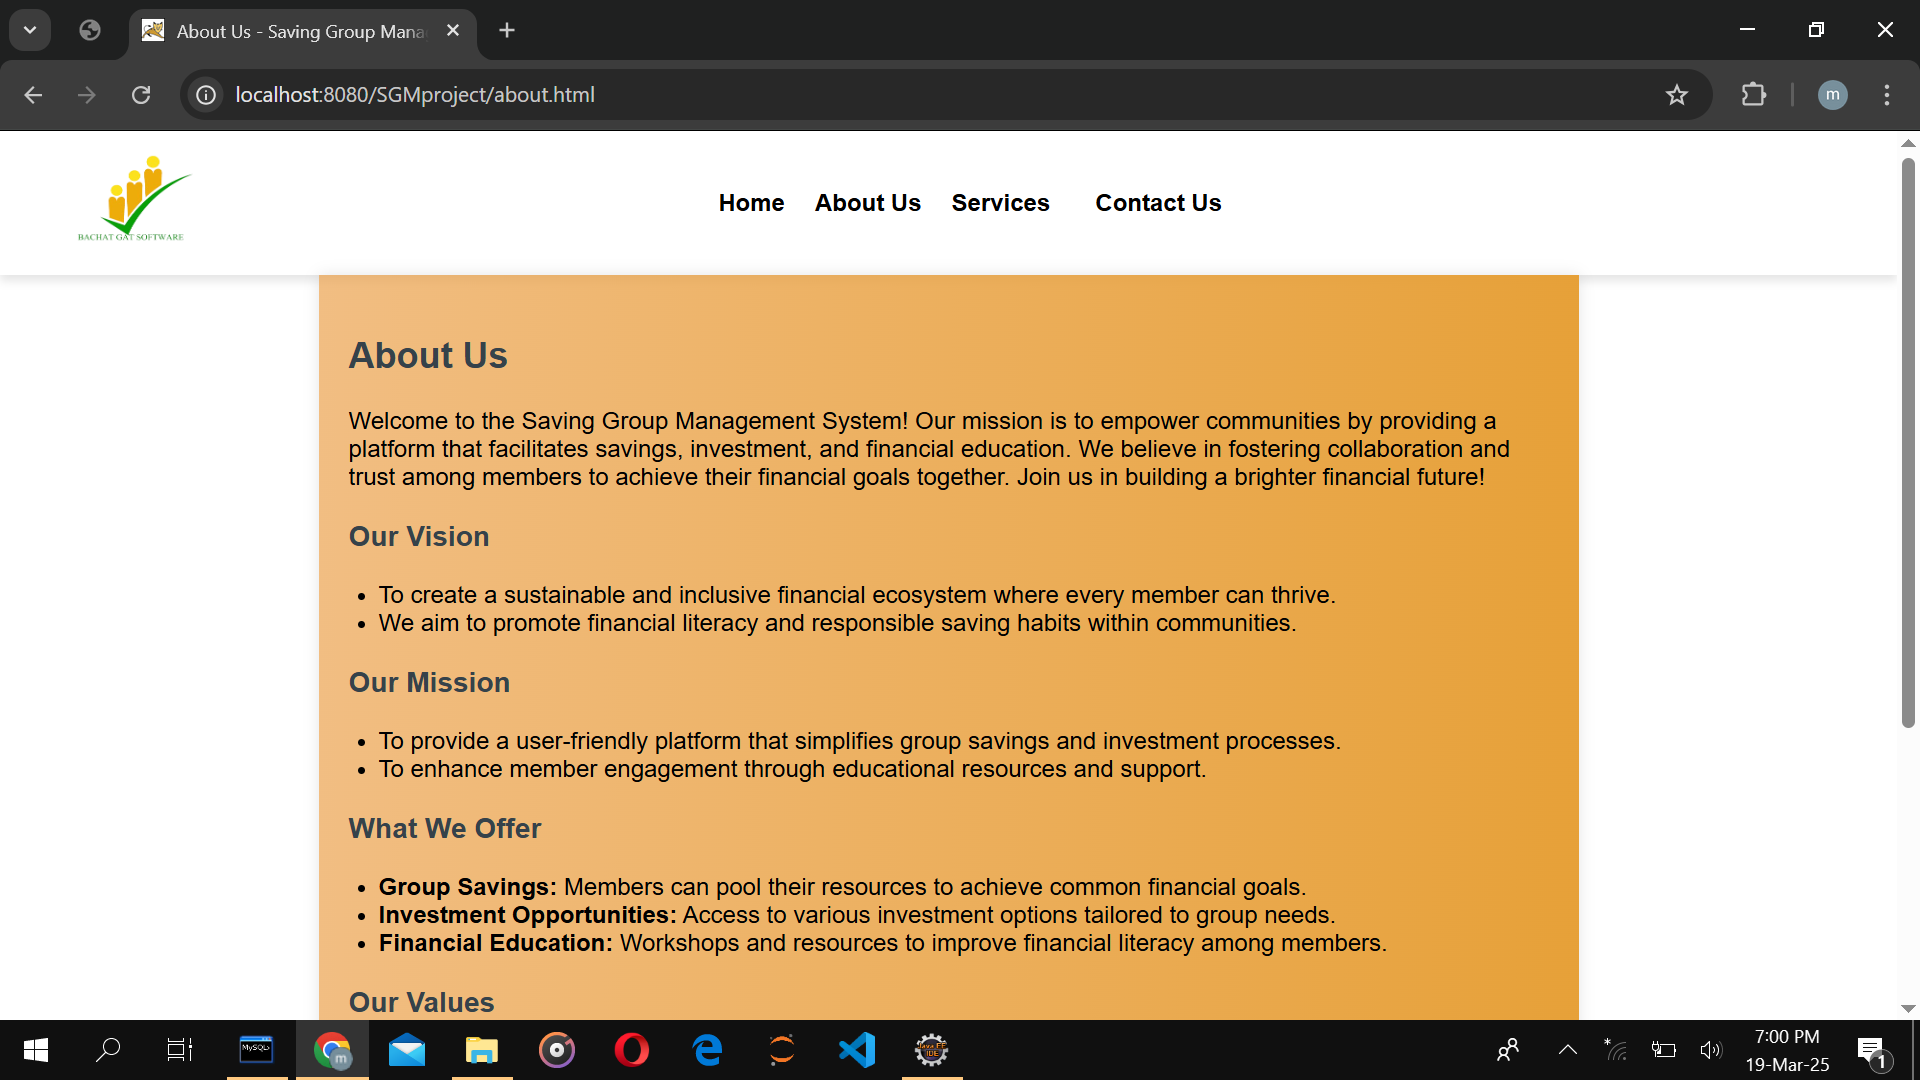 About Us - Saving Group Mana
localhost:8080/SGMproject/about.html
m
BACHAT GAT SOFTWARE
Home About Us Services Contact Us
About Us
Welcome to the Saving Group Management System! Our mission is to empower communities by providing a
platform that facilitates savings, investment, and financial education. We believe in fostering collaboration and
trust among members to achieve their financial goals together. Join us in building a brighter financial future!
Our Vision
• To create a sustainable and inclusive financial ecosystem where every member can thrive.
• We aim to promote financial literacy and responsible saving habits within communities.
Our Mission
• To provide a user-friendly platform that simplifies group savings and investment processes.
• To enhance member engagement through educational resources and support.
What We Offer
• Group Savings: Members can pool their resources to achieve common financial goals.
• Investment Opportunities: Access to various investment options tailored to group needs.
• Financial Education: Workshops and resources to improve financial literacy among members.
Our Values
MySQL>
m
Java EE
IDE
7:00 PM
19-Mar-25
1